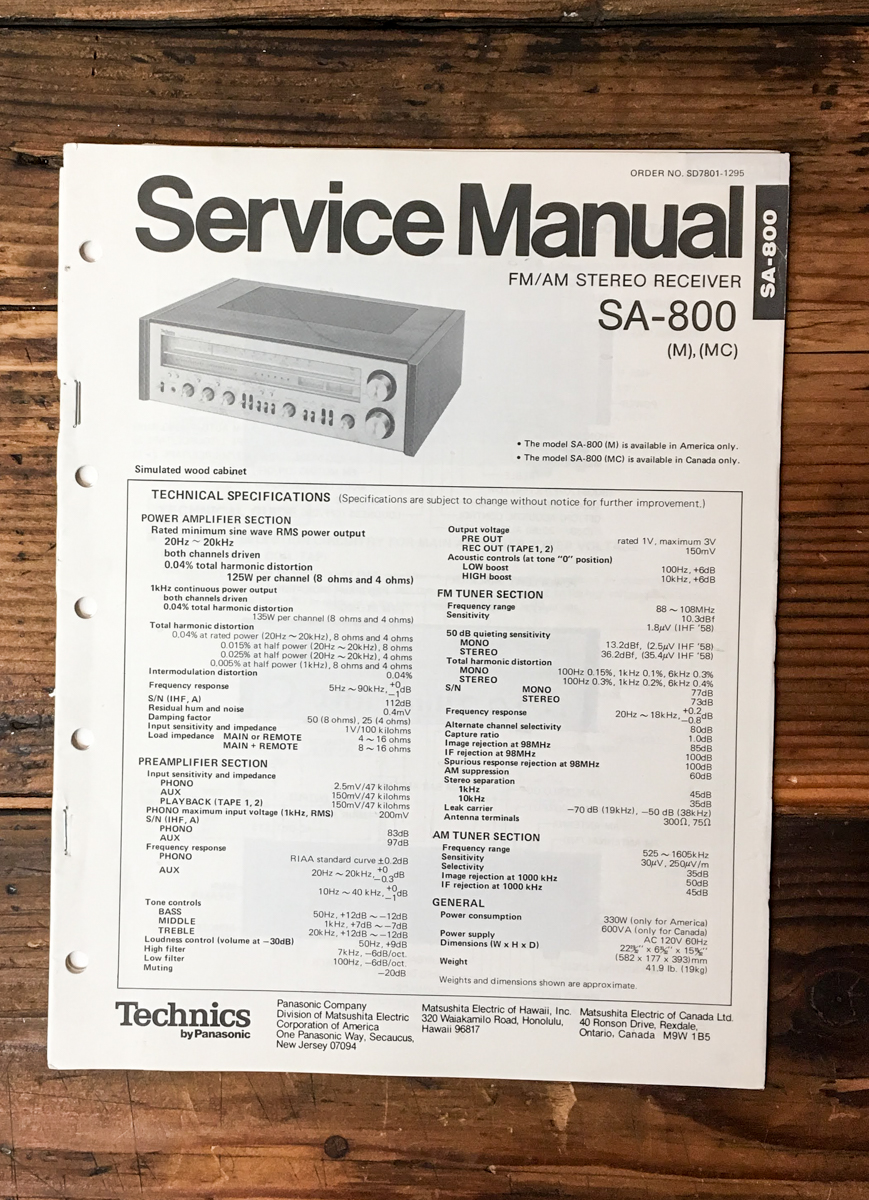 ORDER NO. SD7801-1295
Service Manual
SA-800
FM/AM STEREO RECEIVER
SA-800
(M), (MC)
• The model SA-800 (M) is available in America only.
• The model SA-800 (MC) is available in Canada only.
Simulated wood cabinet
TECHNICAL SPECIFICATIONS (Specifications are subject to change without notice for further improvement.)
POWER AMPLIFIER SECTION
Rated minimum sine wave RMS power output
20Hz ~ 20kHz
both channels driven
0.04% total harmonic distortion
125W per channel (8 ohms and 4 ohms)
1kHz continuous power output
both channels driven
0.04% total harmonic distortion
135W per channel (8 ohms and 4 ohms)
Total harmonic distortion
0.04% at rated power (20Hz ~ 20kHz), 8 ohms and 4 ohms
0.015% at half power (20Hz ~ 20kHz), 8 ohms
0.025% at half power (20Hz ~ 20kHz), 4 ohms
0.005% at half power (1kHz), 8 ohms and 4 ohms
Intermodulation distortion 0.04%
Frequency response 5Hz ~ 90kHz, +0 −1 dB
S/N (IHF, A) 112dB
Residual hum and noise 0.4mV
Damping factor 50 (8 ohms), 25 (4 ohms)
Input sensitivity and impedance 1V/100 kilohms
Load impedance MAIN or REMOTE 4 ~ 16 ohms
MAIN + REMOTE 8 ~ 16 ohms
PREAMPLIFIER SECTION
Input sensitivity and impedance
PHONO 2.5mV/47 kilohms
AUX 150mV/47 kilohms
PLAYBACK (TAPE 1, 2) 150mV/47 kilohms
PHONO maximum input voltage (1kHz, RMS) 200mV
S/N (IHF, A)
PHONO 83dB
AUX 97dB
Frequency response
PHONO RIAA standard curve ±0.2dB
AUX 20Hz ~ 20kHz, +0 −0.3 dB
10Hz ~ 40 kHz, +0 −1 dB
Tone controls
BASS 50Hz, +12dB ~ −12dB
MIDDLE 1kHz, +7dB ~ −7dB
TREBLE 20kHz, +12dB ~ −12dB
Loudness control (volume at −30dB) 50Hz, +9dB
High filter 7kHz, −6dB/oct.
Low filter 100Hz, −6dB/oct.
Muting −20dB
Output voltage
PRE OUT rated 1V, maximum 3V
REC OUT (TAPE 1, 2) 150mV
Acoustic controls (at tone "0" position)
LOW boost 100Hz, +6dB
HIGH boost 10kHz, +6dB
FM TUNER SECTION
Frequency range 88 ~ 108MHz
Sensitivity 10.3dBf
1.8μV (IHF '58)
50 dB quieting sensitivity
MONO 13.2dBf, (2.5μV IHF '58)
STEREO 36.2dBf, (35.4μV IHF '58)
Total harmonic distortion
MONO 100Hz 0.15%, 1kHz 0.1%, 6kHz 0.3%
STEREO 100Hz 0.3%, 1kHz 0.2%, 6kHz 0.4%
S/N MONO 77dB
STEREO 73dB
Frequency response 20Hz ~ 18kHz, +0.2 −0.8 dB
Alternate channel selectivity 80dB
Capture ratio 1.0dB
Image rejection at 98MHz 85dB
IF rejection at 98MHz 100dB
Spurious response rejection at 98MHz 100dB
AM suppression 60dB
Stereo separation
1kHz 45dB
10kHz 35dB
Leak carrier −70 dB (19kHz), −50 dB (38kHz)
Antenna terminals 300Ω, 75Ω
AM TUNER SECTION
Frequency range 525 ~ 1605kHz
Sensitivity 30μV, 250μV/m
Selectivity 35dB
Image rejection at 1000 kHz 50dB
IF rejection at 1000 kHz 45dB
GENERAL
Power consumption 330W (only for America)
600VA (only for Canada)
Power supply AC 120V 60Hz
Dimensions (W x H x D)
(582 x 177 x 393)mm
Weight 41.9 lb. (19kg)
Weights and dimensions shown are approximate.
Technics
by Panasonic
Panasonic Company
Division of Matsushita Electric
Corporation of America
One Panasonic Way, Secaucus,
New Jersey 07094
Matsushita Electric of Hawaii, Inc.
320 Waiakamilo Road, Honolulu,
Hawaii 96817
Matsushita Electric of Canada Ltd.
40 Ronson Drive, Rexdale,
Ontario, Canada M9W 1B5